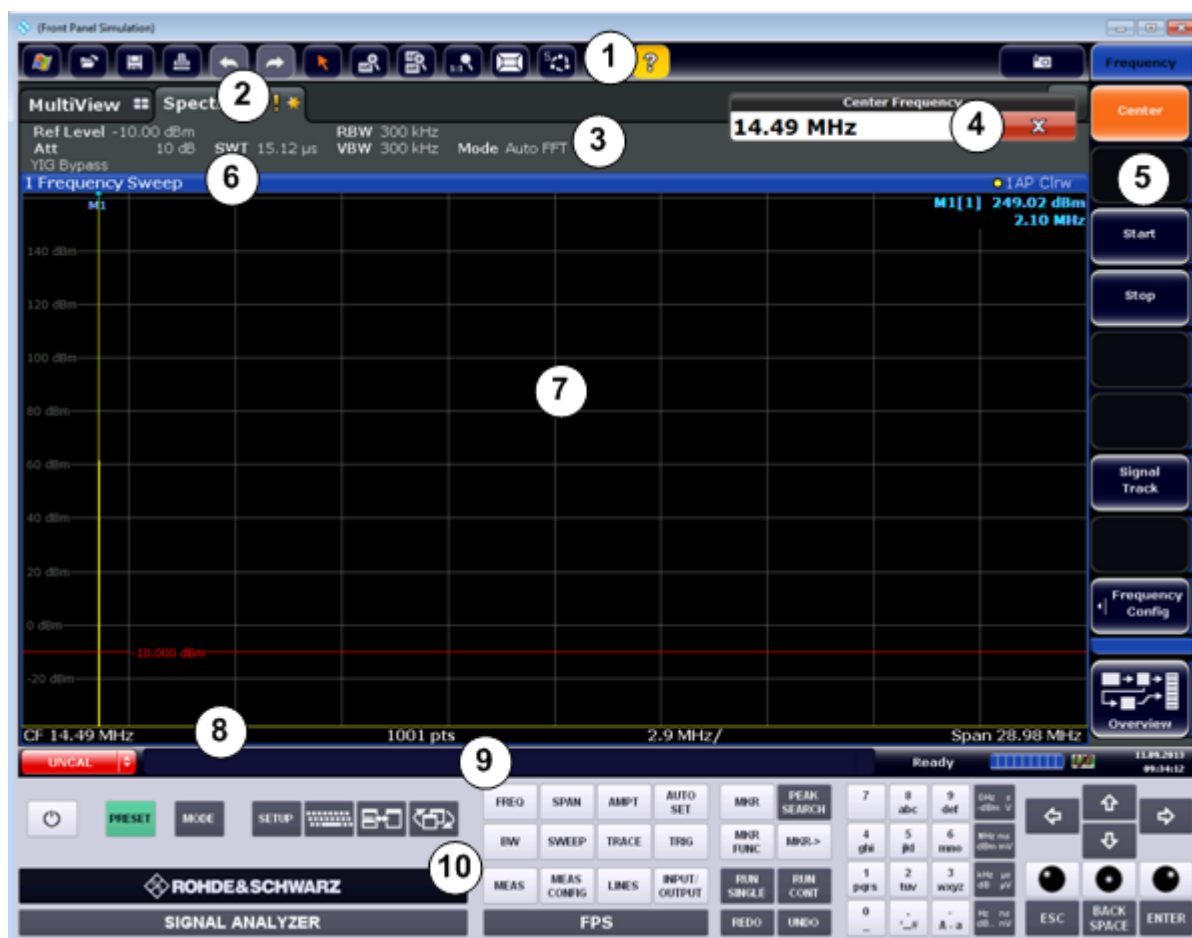 (Front Panel Simulation)
1
?
Frequency
MultiView
Spect
2
!
Center Frequency
14.49 MHz
4
X
Center
Ref Level -10.00 dBm
RBW 300 kHz
3
Att 10 dB SWT 15.12 µs VBW 300 kHz Mode Auto FFT
YIG Bypass
6
5
1 Frequency Sweep
1AP Clrw
M1
M1[1] 249.02 dBm
2.10 MHz
Start
140 dBm
Stop
120 dBm
100 dBm
7
80 dBm
60 dBm
Signal
Track
40 dBm
20 dBm
Frequency
Config
0 dBm
-10.000 dBm
-20 dBm
Overview
CF 14.49 MHz
8
1001 pts
2.9 MHz/
Span 28.98 MHz
UNCAL
9
Ready
11.09.2013
09:34:12
PRESET
MODE
SETUP
FREQ SPAN AMPT AUTO SET MKR PEAK SEARCH
7 8 abc 9 def
BW SWEEP TRACE TRIG MKR FUNC MKR->
4 ghi 5 jkl 6 mno
10
ROHDE&SCHWARZ
MEAS MEAS CONFIG LINES INPUT/OUTPUT RUN SINGLE RUN CONT
1 pqrs 2 tuv 3 wxyz
SIGNAL ANALYZER
FPS
REDO UNDO
0 _
A - a
ESC BACK SPACE ENTER